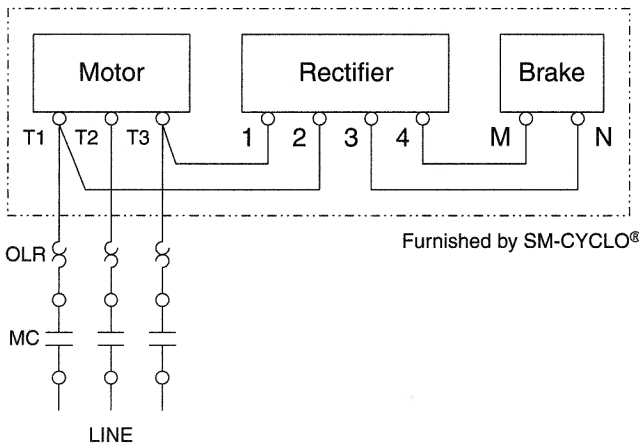 Motor Rectifier Brake
T1 T2 T3 1 2 3 4 M N
Furnished by SM-CYCLO®
OLR
MC
LINE